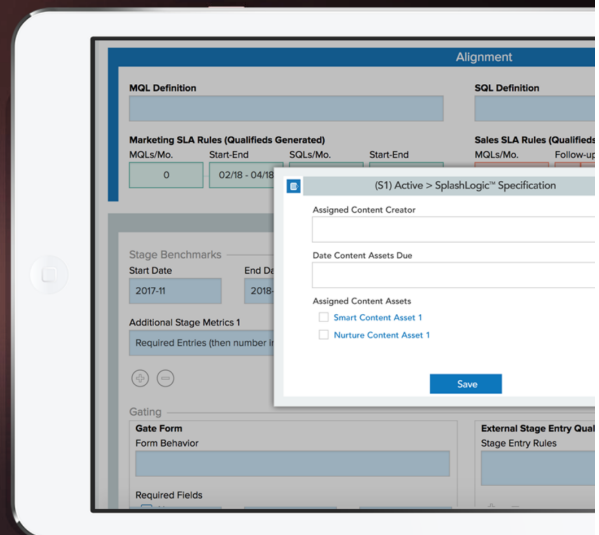 Alignment
MQL Definition
SQL Definition
Marketing SLA Rules (Qualifieds Generated)
Sales SLA Rules (Qualifieds
MQLs/Mo.
Start-End
SQLs/Mo.
Start-End
MQLs/Mo.
Follow-up
0
02/18 - 04/18
(S1) Active > SplashLogic™ Specification
Assigned Content Creator
Date Content Assets Due
Assigned Content Assets
Smart Content Asset 1
Nurture Content Asset 1
Save
Stage Benchmarks
Start Date
End Da
2017-11
2018-
Additional Stage Metrics 1
Required Entries (then number i
Gating
Gate Form
Form Behavior
External Stage Entry Qual
Stage Entry Rules
Required Fields